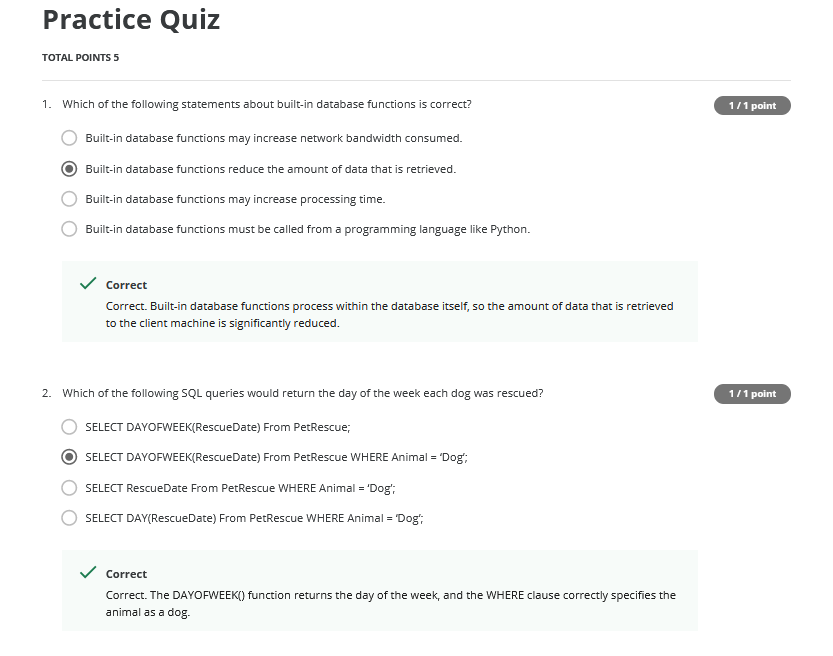 Practice Quiz
TOTAL POINTS 5
1. Which of the following statements about built-in database functions is correct?
1 / 1 point
Built-in database functions may increase network bandwidth consumed.
Built-in database functions reduce the amount of data that is retrieved.
Built-in database functions may increase processing time.
Built-in database functions must be called from a programming language like Python.
Correct
Correct. Built-in database functions process within the database itself, so the amount of data that is retrieved
to the client machine is significantly reduced.
2. Which of the following SQL queries would return the day of the week each dog was rescued?
1 / 1 point
SELECT DAYOFWEEK(RescueDate) From PetRescue;
SELECT DAYOFWEEK(RescueDate) From PetRescue WHERE Animal = ‘Dog’;
SELECT RescueDate From PetRescue WHERE Animal = ‘Dog’;
SELECT DAY(RescueDate) From PetRescue WHERE Animal = ‘Dog’;
Correct
Correct. The DAYOFWEEK() function returns the day of the week, and the WHERE clause correctly specifies the
animal as a dog.